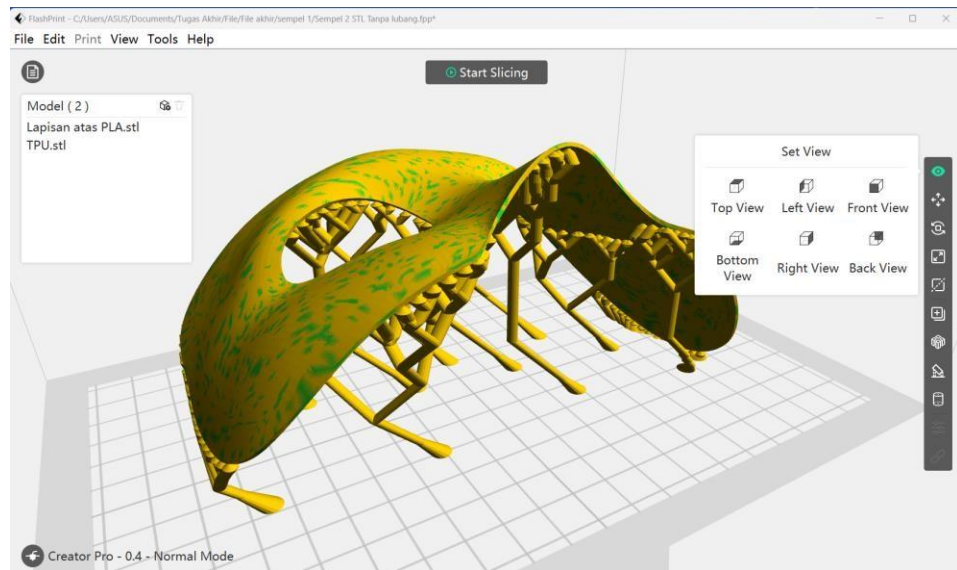 FlashPrint - C:/Users/ASUS/Documents/Tugas Akhir/File/File akhir/sempel 1/Sempel 2 STL Tanpa lubang.fpp*
File Edit Print View Tools Help
Start Slicing
Model ( 2 )
Lapisan atas PLA.stl
TPU.stl
Set View
Top View Left View Front View
Bottom View Right View Back View
Creator Pro - 0.4 - Normal Mode